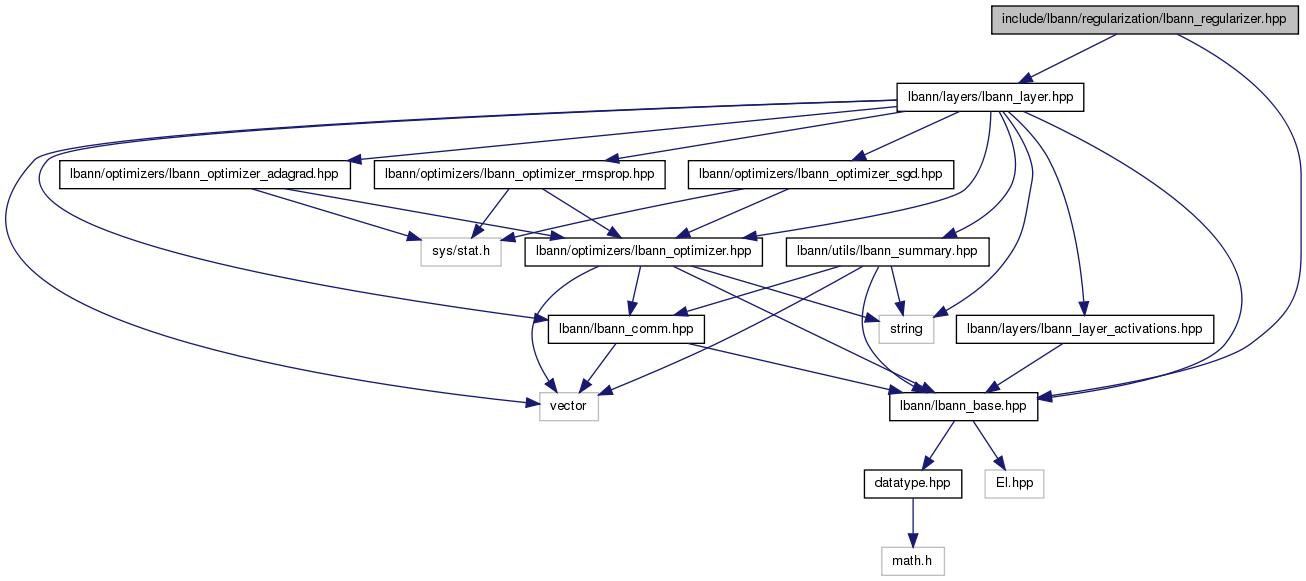 include/lbann/regularization/lbann_regularizer.hpp
lbann/layers/lbann_layer.hpp
lbann/optimizers/lbann_optimizer_adagrad.hpp
lbann/optimizers/lbann_optimizer_rmsprop.hpp
lbann/optimizers/lbann_optimizer_sgd.hpp
sys/stat.h
lbann/optimizers/lbann_optimizer.hpp
lbann/utils/lbann_summary.hpp
lbann/lbann_comm.hpp
string
lbann/layers/lbann_layer_activations.hpp
vector
lbann/lbann_base.hpp
datatype.hpp
El.hpp
math.h